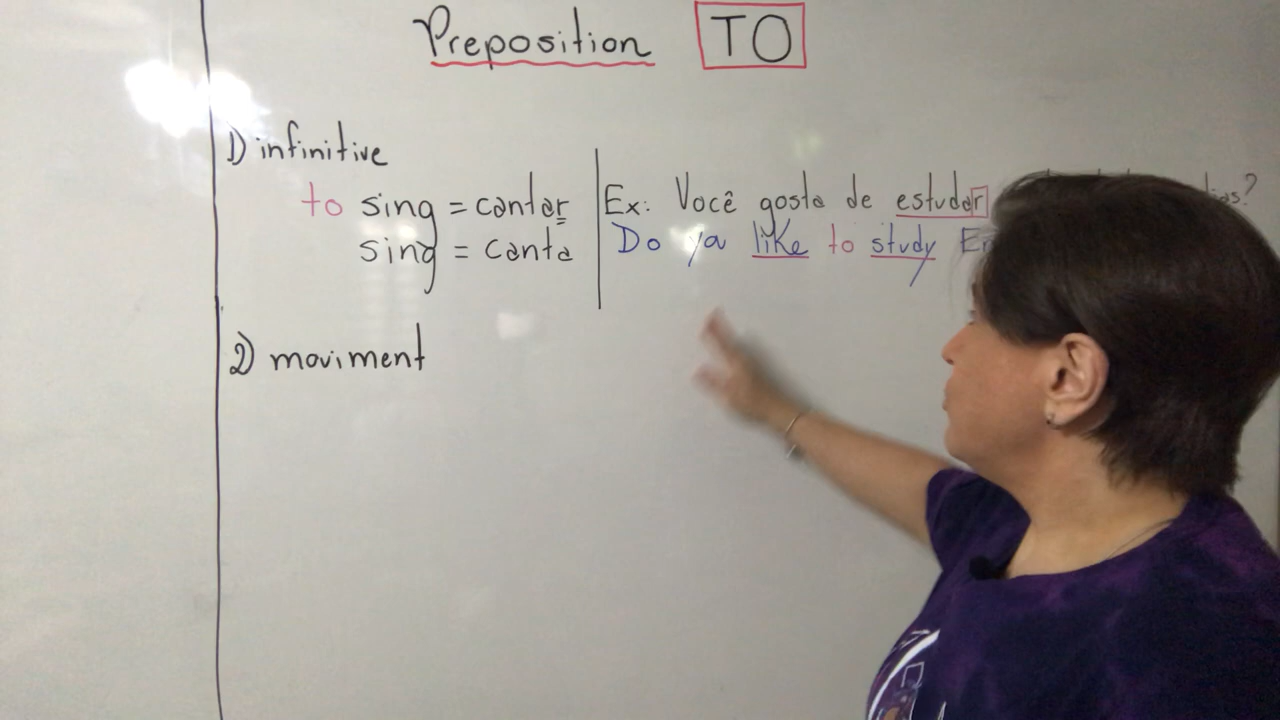 Preposition TO
1) infinitive
to sing = cantar
sing = canta
Ex: Você gosta de estudar
Do ya like to study
2) moviment